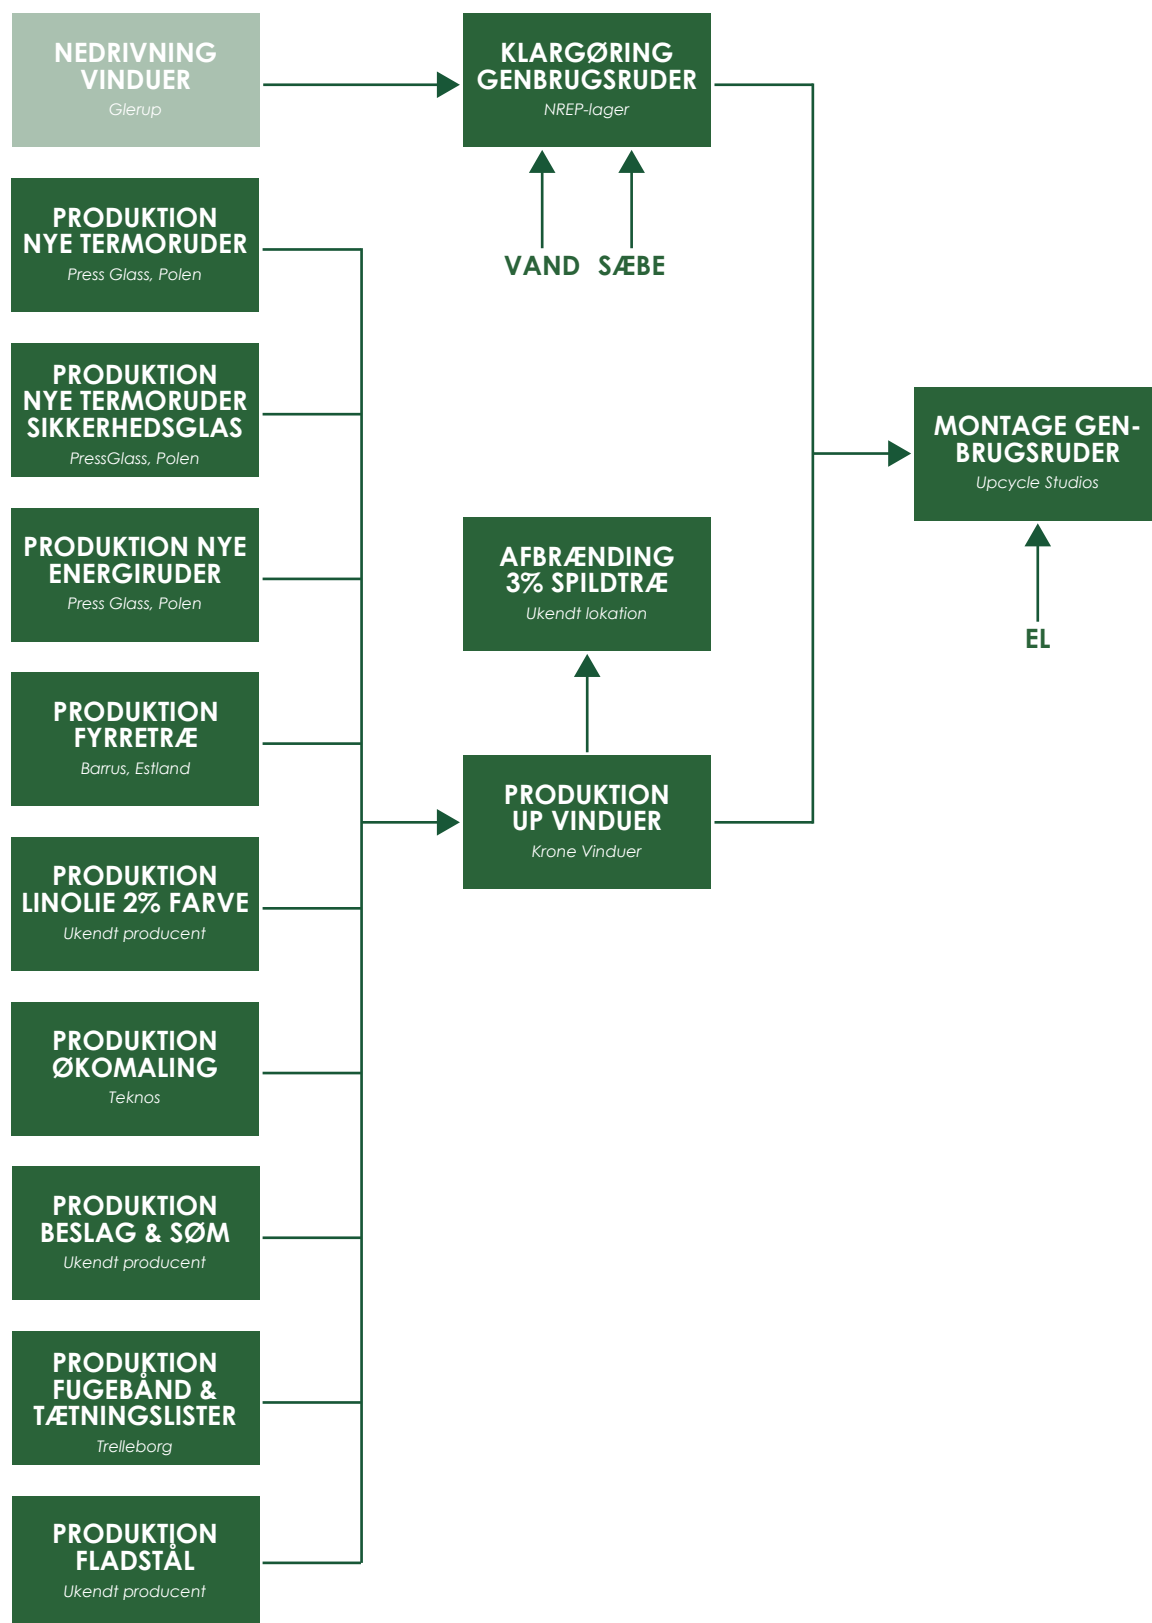 NEDRIVNING
VINDUER
Glerup
KLARGØRING
GENBRUGSRUDER
NREP-lager
VAND
SÆBE
PRODUKTION
NYE TERMORUDER
Press Glass, Polen
PRODUKTION
NYE TERMORUDER
SIKKERHEDSGLAS
PressGlass, Polen
PRODUKTION NYE
ENERGIRUDER
Press Glass, Polen
PRODUKTION
FYRRETRÆ
Barrus, Estland
PRODUKTION
LINOLIE 2% FARVE
Ukendt producent
PRODUKTION
ØKOMALING
Teknos
PRODUKTION
BESLAG & SØM
Ukendt producent
PRODUKTION
FUGEBÅND &
TÆTNINGSLISTER
Trelleborg
PRODUKTION
FLADSTÅL
Ukendt producent
AFBRÆNDING
3% SPILDTRÆ
Ukendt lokation
PRODUKTION
UP VINDUER
Krone Vinduer
MONTAGE GEN-
BRUGSRUDER
Upcycle Studios
EL